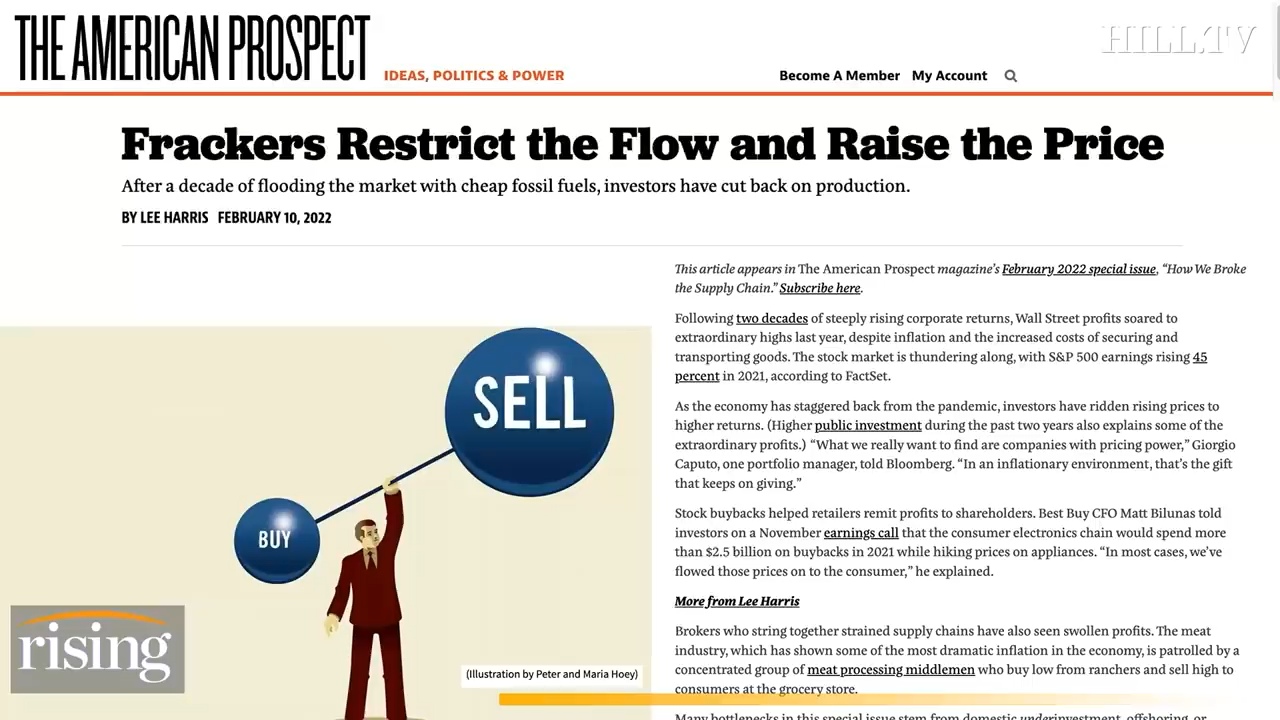 THE AMERICAN PROSPECT
IDEAS, POLITICS & POWER
Become A Member My Account
HILL.TV
Frackers Restrict the Flow and Raise the Price
After a decade of flooding the market with cheap fossil fuels, investors have cut back on production.
BY LEE HARRIS FEBRUARY 10, 2022
This article appears in The American Prospect magazine's February 2022 special issue, “How We Broke
the Supply Chain.” Subscribe here.
Following two decades of steeply rising corporate returns, Wall Street profits soared to
extraordinary highs last year, despite inflation and the increased costs of securing and
transporting goods. The stock market is thundering along, with S&P 500 earnings rising 45
percent in 2021, according to FactSet.
As the economy has staggered back from the pandemic, investors have ridden rising prices to
higher returns. (Higher public investment during the past two years also explains some of the
extraordinary profits.) “What we really want to find are companies with pricing power,” Giorgio
Caputo, one portfolio manager, told Bloomberg. “In an inflationary environment, that’s the gift
that keeps on giving.”
Stock buybacks helped retailers remit profits to shareholders. Best Buy CFO Matt Bilunas told
investors on a November earnings call that the consumer electronics chain would spend more
than $2.5 billion on buybacks in 2021 while hiking prices on appliances. “In most cases, we’ve
flowed those prices on to the consumer,” he explained.
More from Lee Harris
Brokers who string together strained supply chains have also seen swollen profits. The meat
industry, which has shown some of the most dramatic inflation in the economy, is patrolled by a
concentrated group of meat processing middlemen who buy low from ranchers and sell high to
consumers at the grocery store.
Many bottlenecks in this special issue stem from domestic underinvestment, offshoring, or
SELL
BUY
rising
(Illustration by Peter and Maria Hoey)